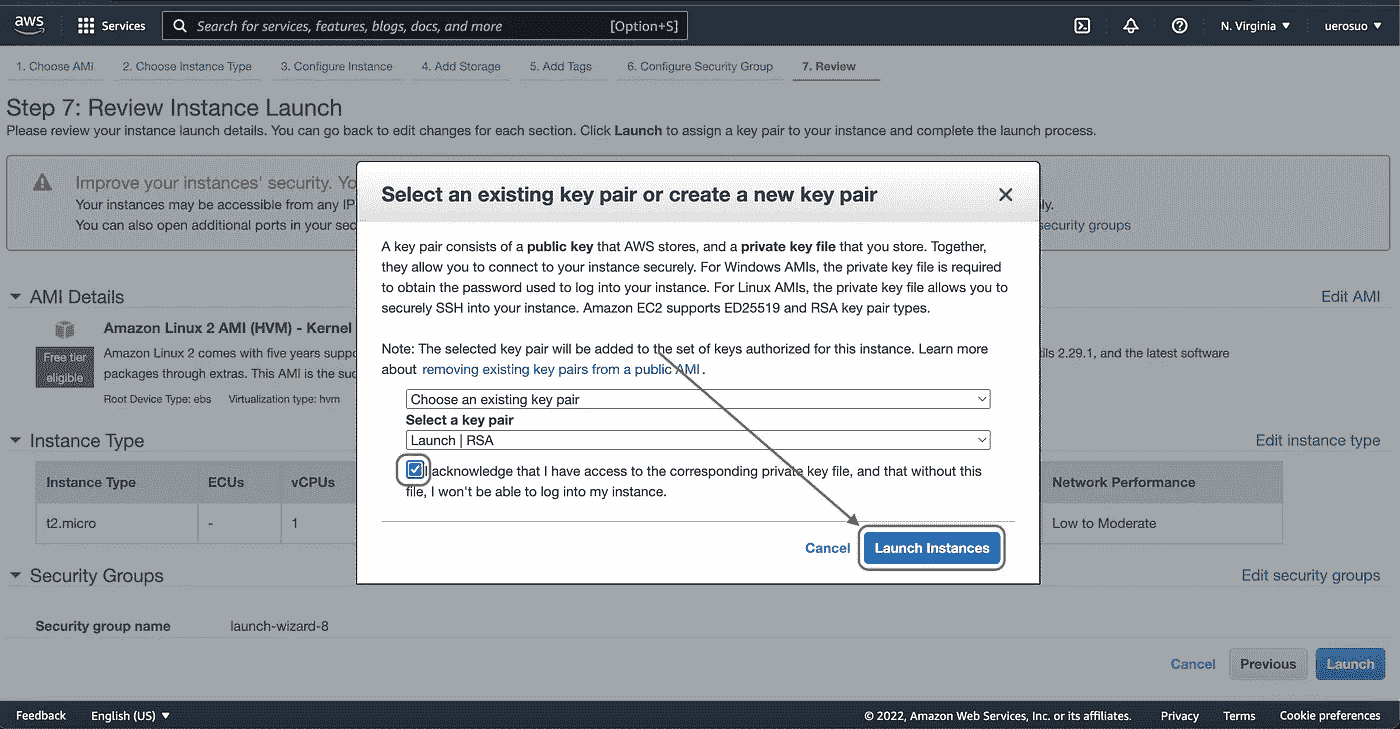 aws
Services
Search for services, features, blogs, docs, and more [Option+S]
N. Virginia
uerosuo
1. Choose AMI 2. Choose Instance Type 3. Configure Instance 4. Add Storage 5. Add Tags 6. Configure Security Group 7. Review
Step 7: Review Instance Launch
Please review your instance launch details. You can go back to edit changes for each section. Click Launch to assign a key pair to your instance and complete the launch process.
Improve your instances' security.
Your instances may be accessible from any IP
You can also open additional ports in your
security groups
Select an existing key pair or create a new key pair
A key pair consists of a public key that AWS stores, and a private key file that you store. Together,
they allow you to connect to your instance securely. For Windows AMIs, the private key file is required
to obtain the password used to log into your instance. For Linux AMIs, the private key file allows you to
securely SSH into your instance. Amazon EC2 supports ED25519 and RSA key pair types.
Note: The selected key pair will be added to the set of keys authorized for this instance. Learn more
about removing existing key pairs from a public AMI .
Choose an existing key pair
Select a key pair
Launch | RSA
I acknowledge that I have access to the corresponding private key file, and that without this
file, I won't be able to log into my instance.
Cancel Launch Instances
AMI Details
Edit AMI
Amazon Linux 2 AMI (HVM) - Kernel
Free tier
eligible
Amazon Linux 2 comes with five years
2.29.1, and the latest software
packages through extras. This AMI is the
Root Device Type: ebs Virtualization type: hvm
Instance Type
Edit instance type
Instance Type ECUs vCPUs Network Performance
t2.micro - 1 Low to Moderate
Security Groups
Edit security groups
Security group name launch-wizard-8
Cancel Previous Launch
Feedback English (US) © 2022, Amazon Web Services, Inc. or its affiliates. Privacy Terms Cookie preferences